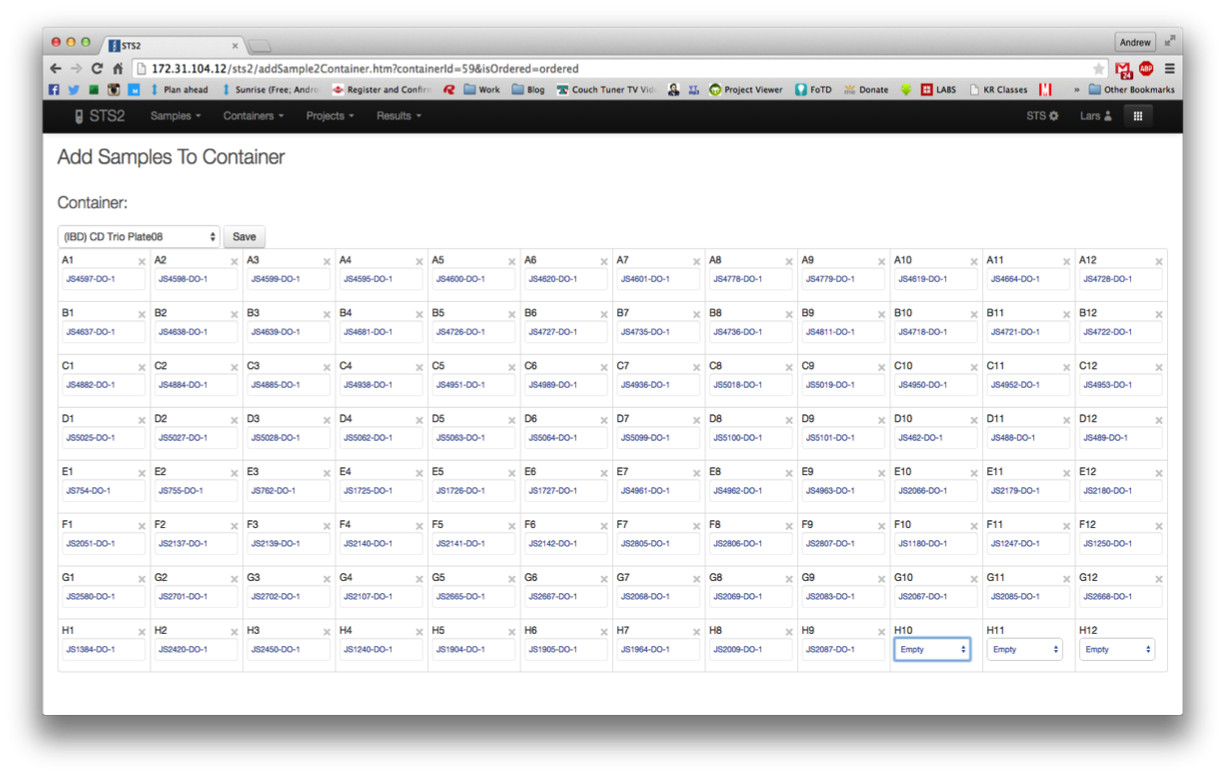 STS2
Andrew
172.31.104.12/sts2/addSample2Container.htm?containerId=59&isOrdered=ordered
24
ABP
Plan ahead Sunrise (Free; Andro Register and Confirm Work Blog Couch Tuner TV Vid Project Viewer FoTD Donate LABS KR Classes » Other Bookmarks
STS2 Samples Containers Projects Results STS Lars
Add Samples To Container
Container:
(IBD) CD Trio Plate08 Save
A1 A2 A3 A4 A5 A6 A7 A8 A9 A10 A11 A12
JS4597-DO-1 JS4598-DO-1 JS4599-DO-1 JS4595-DO-1 JS4600-DO-1 JS4620-DO-1 JS4601-DO-1 JS4778-DO-1 JS4779-DO-1 JS4619-DO-1 JS4664-DO-1 JS4728-DO-1
B1 B2 B3 B4 B5 B6 B7 B8 B9 B10 B11 B12
JS4637-DO-1 JS4638-DO-1 JS4639-DO-1 JS4681-DO-1 JS4726-DO-1 JS4727-DO-1 JS4735-DO-1 JS4736-DO-1 JS4811-DO-1 JS4718-DO-1 JS4721-DO-1 JS4722-DO-1
C1 C2 C3 C4 C5 C6 C7 C8 C9 C10 C11 C12
JS4882-DO-1 JS4884-DO-1 JS4885-DO-1 JS4938-DO-1 JS4951-DO-1 JS4989-DO-1 JS4936-DO-1 JS5018-DO-1 JS5019-DO-1 JS4950-DO-1 JS4952-DO-1 JS4953-DO-1
D1 D2 D3 D4 D5 D6 D7 D8 D9 D10 D11 D12
JS5025-DO-1 JS5027-DO-1 JS5028-DO-1 JS5062-DO-1 JS5063-DO-1 JS5064-DO-1 JS5099-DO-1 JS5100-DO-1 JS5101-DO-1 JS462-DO-1 JS488-DO-1 JS489-DO-1
E1 E2 E3 E4 E5 E6 E7 E8 E9 E10 E11 E12
JS754-DO-1 JS755-DO-1 JS762-DO-1 JS1725-DO-1 JS1726-DO-1 JS1727-DO-1 JS4961-DO-1 JS4962-DO-1 JS4963-DO-1 JS2066-DO-1 JS2179-DO-1 JS2180-DO-1
F1 F2 F3 F4 F5 F6 F7 F8 F9 F10 F11 F12
JS2051-DO-1 JS2137-DO-1 JS2139-DO-1 JS2140-DO-1 JS2141-DO-1 JS2142-DO-1 JS2805-DO-1 JS2806-DO-1 JS2807-DO-1 JS1180-DO-1 JS1247-DO-1 JS1250-DO-1
G1 G2 G3 G4 G5 G6 G7 G8 G9 G10 G11 G12
JS2580-DO-1 JS2701-DO-1 JS2702-DO-1 JS2107-DO-1 JS2665-DO-1 JS2667-DO-1 JS2068-DO-1 JS2069-DO-1 JS2083-DO-1 JS2067-DO-1 JS2085-DO-1 JS2668-DO-1
H1 H2 H3 H4 H5 H6 H7 H8 H9 H10 H11 H12
JS1384-DO-1 JS2420-DO-1 JS2450-DO-1 JS1240-DO-1 JS1904-DO-1 JS1905-DO-1 JS1964-DO-1 JS2009-DO-1 JS2087-DO-1 Empty Empty Empty